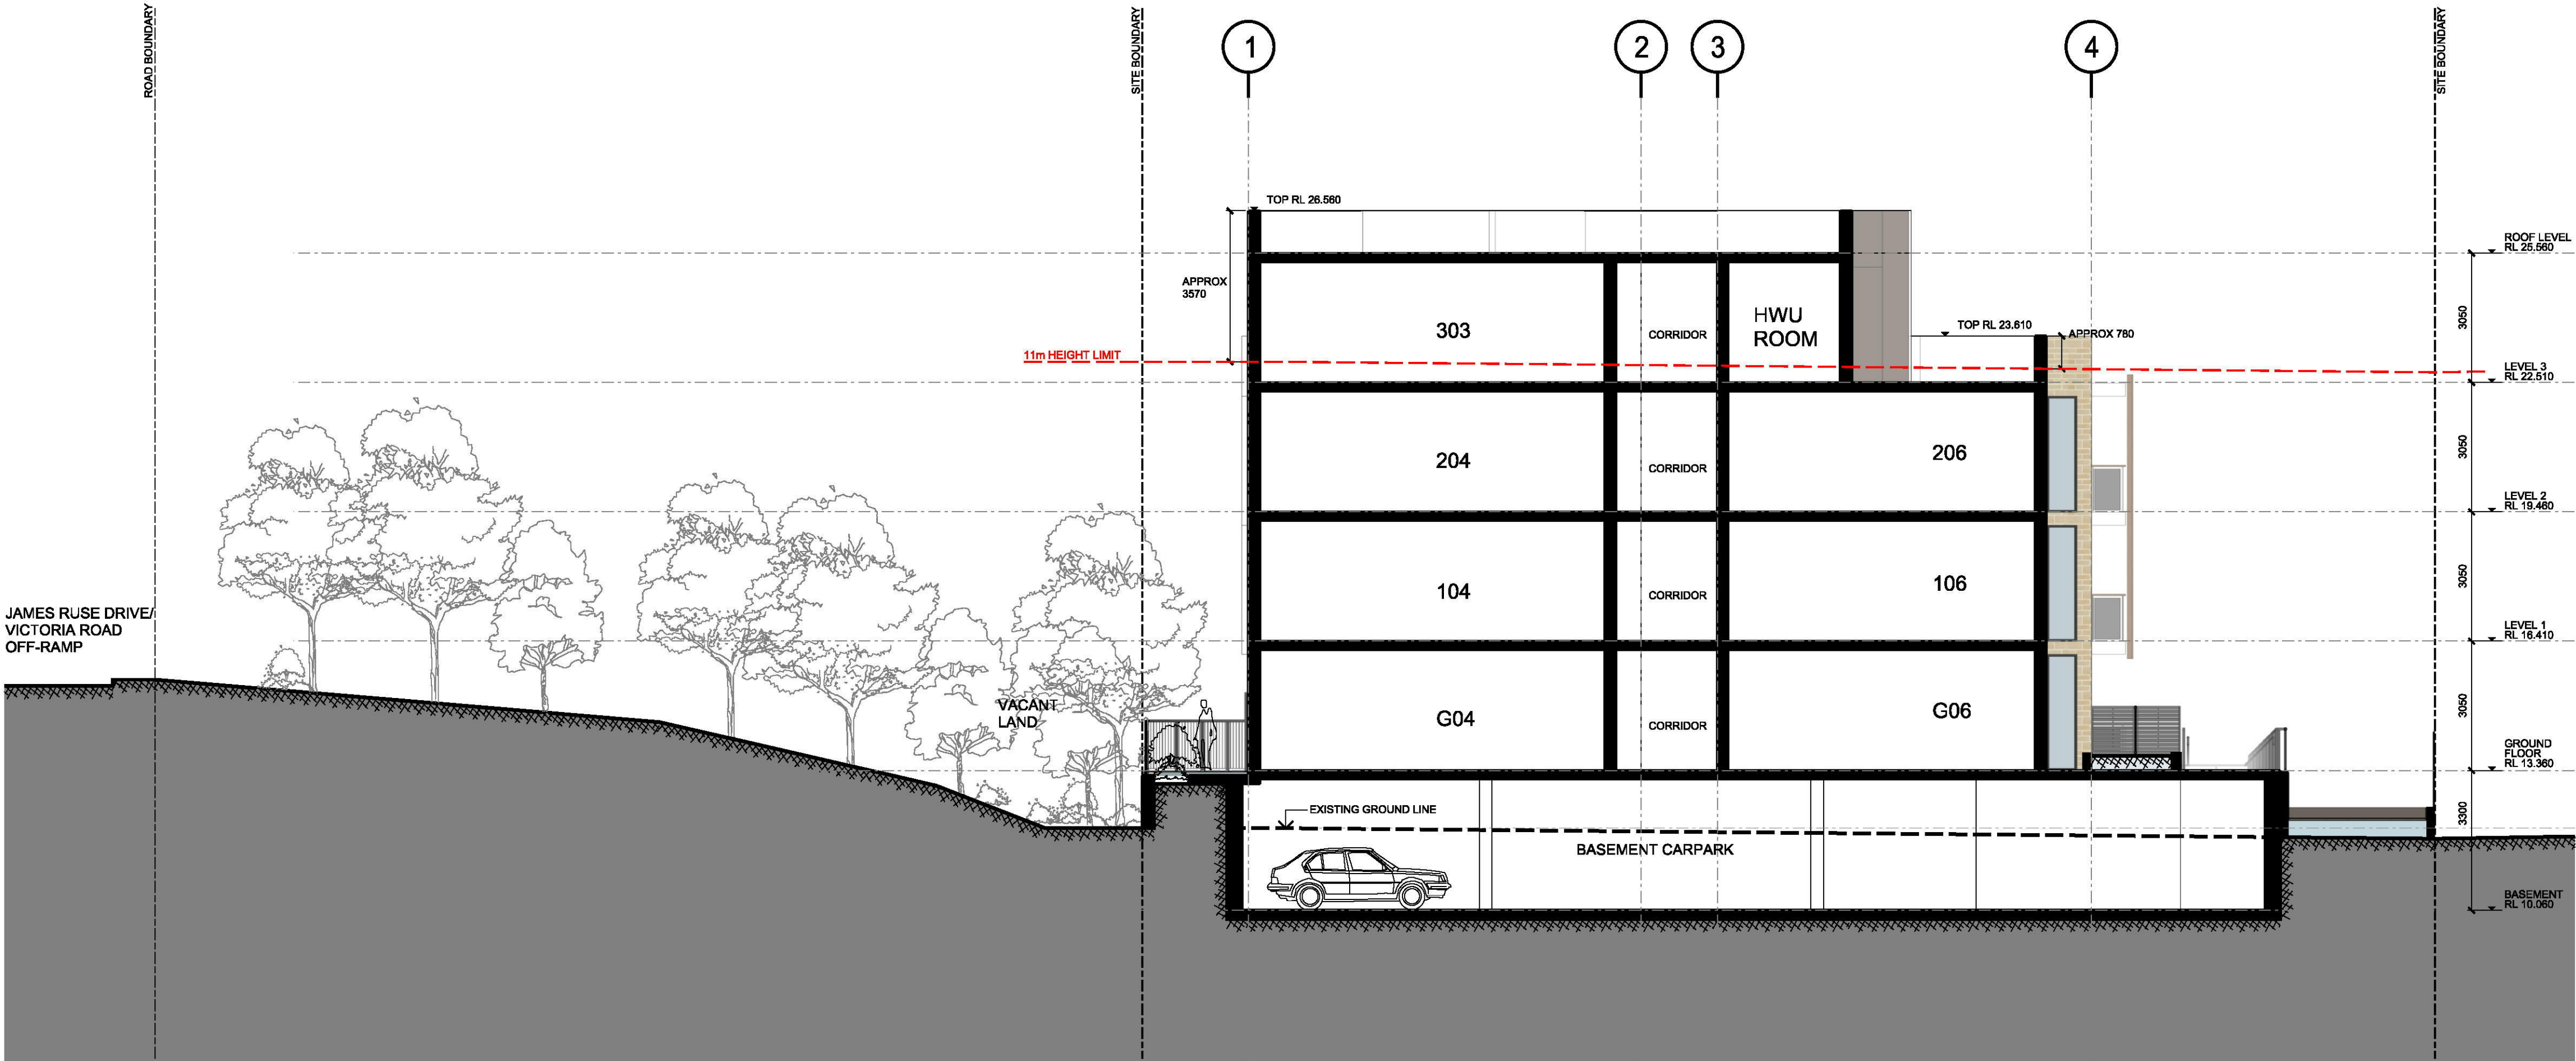 ROAD BOUNDARY
SITE BOUNDARY
1
2
3
4
SITE BOUNDARY
TOP RL 26.560
ROOF LEVEL
RL 25.560
APPROX
3570
303
CORRIDOR
HWU
ROOM
TOP RL 23.610
APPROX 780
3050
11m HEIGHT LIMIT
LEVEL 3
RL 22.510
204
CORRIDOR
206
3050
LEVEL 2
RL 19.460
104
CORRIDOR
106
3050
JAMES RUSE DRIVE/
VICTORIA ROAD
OFF-RAMP
LEVEL 1
RL 16.410
VACANT
LAND
G04
CORRIDOR
G06
3050
GROUND
FLOOR
RL 13.360
EXISTING GROUND LINE
3300
BASEMENT CARPARK
BASEMENT
RL 10.060